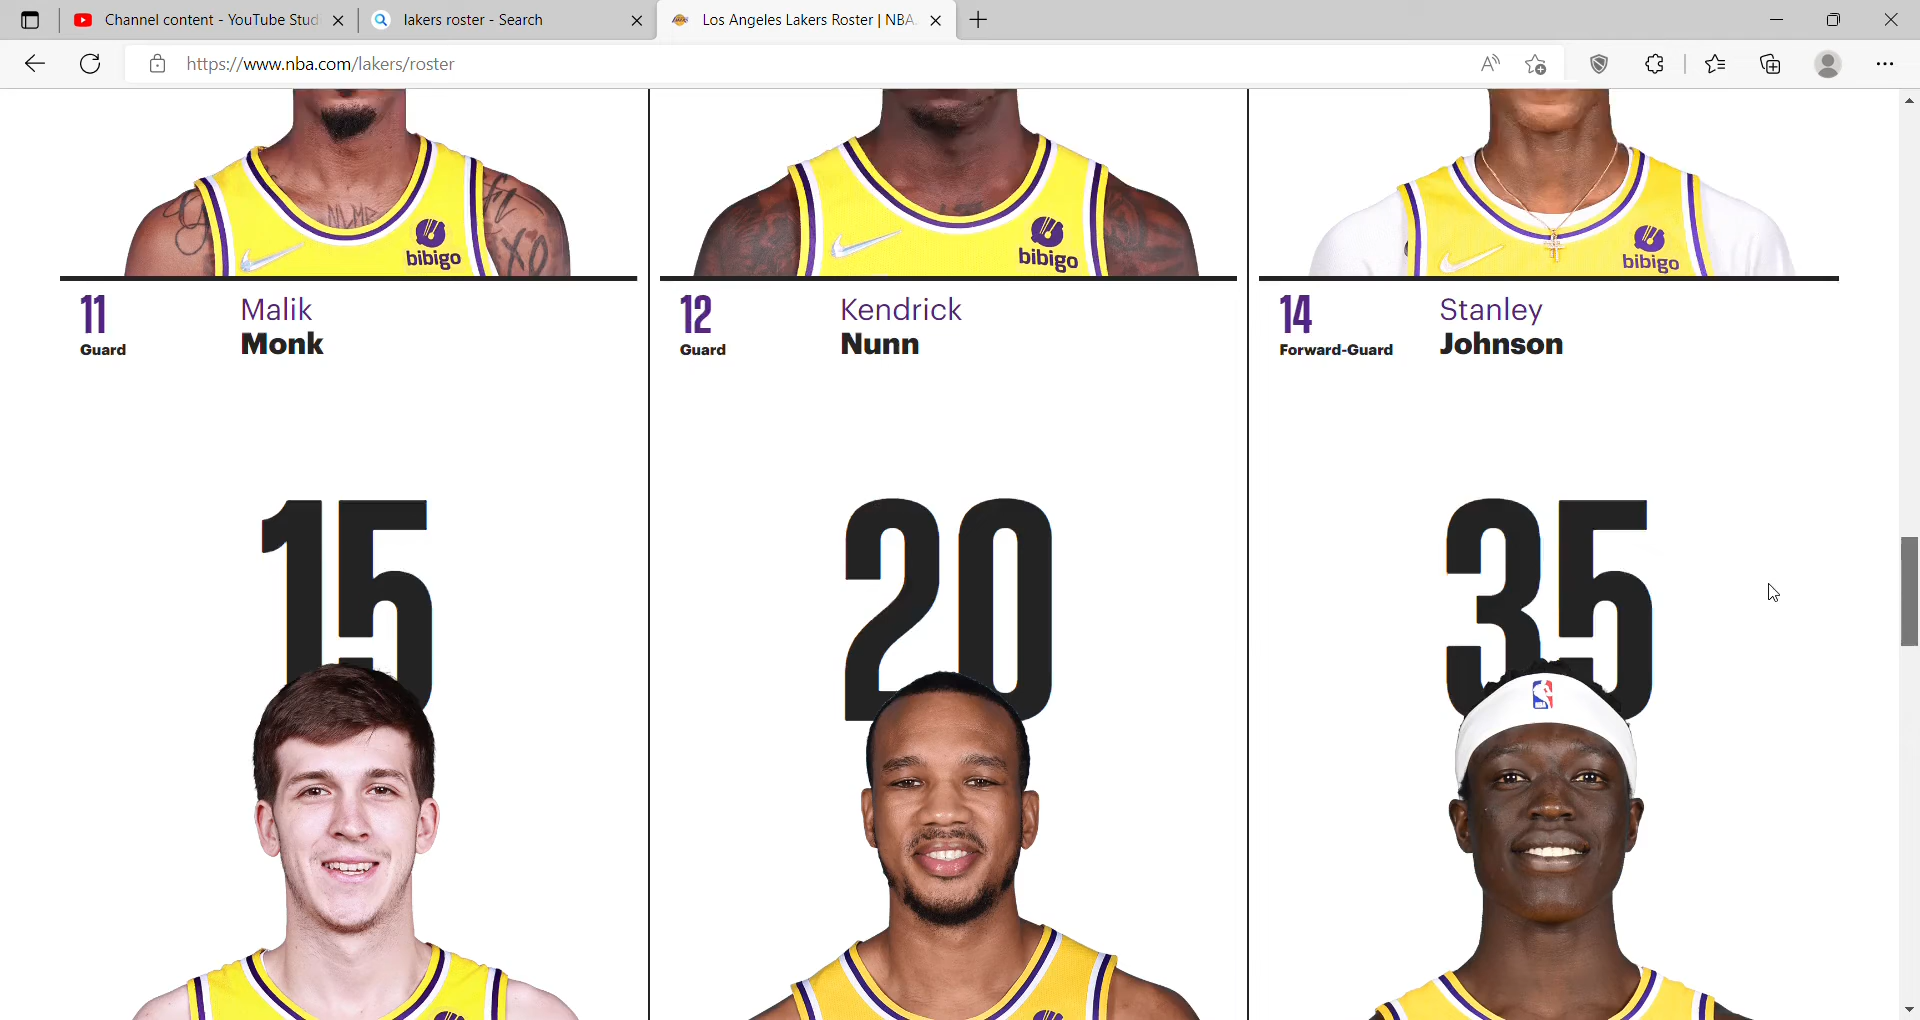 Channel content - YouTube Stud
lakers roster - Search
Los Angeles Lakers Roster | NBA.
https://www.nba.com/lakers/roster
bibigo
bibigo
bibigo
11
Guard
Malik
Monk
12
Guard
Kendrick
Nunn
14
Forward-Guard
Stanley
Johnson
15
20
35